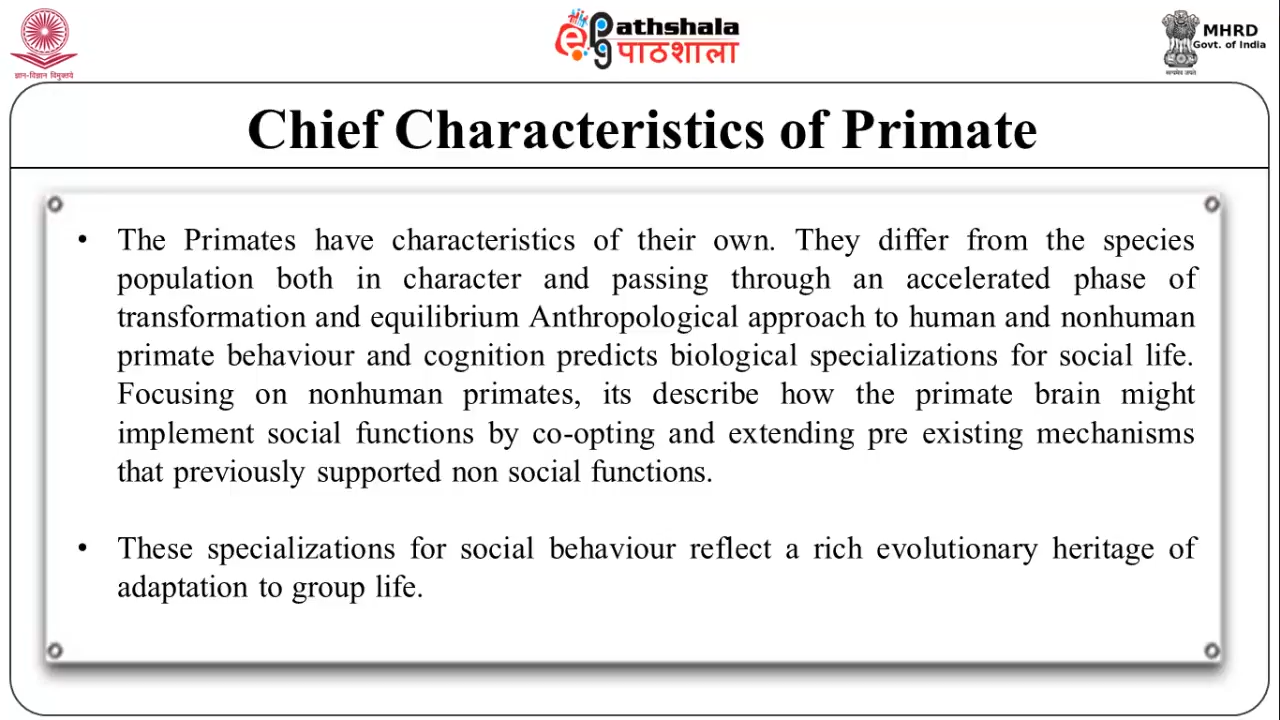 ज्ञान-विज्ञान विमुक्तये
ePathshala
पाठशाला
MHRD
Govt. of India
सत्यमेव जयते
Chief Characteristics of Primate
• The Primates have characteristics of their own. They differ from the species
population both in character and passing through an accelerated phase of
transformation and equilibrium Anthropological approach to human and nonhuman
primate behaviour and cognition predicts biological specializations for social life.
Focusing on nonhuman primates, its describe how the primate brain might
implement social functions by co-opting and extending pre existing mechanisms
that previously supported non social functions.
• These specializations for social behaviour reflect a rich evolutionary heritage of
adaptation to group life.